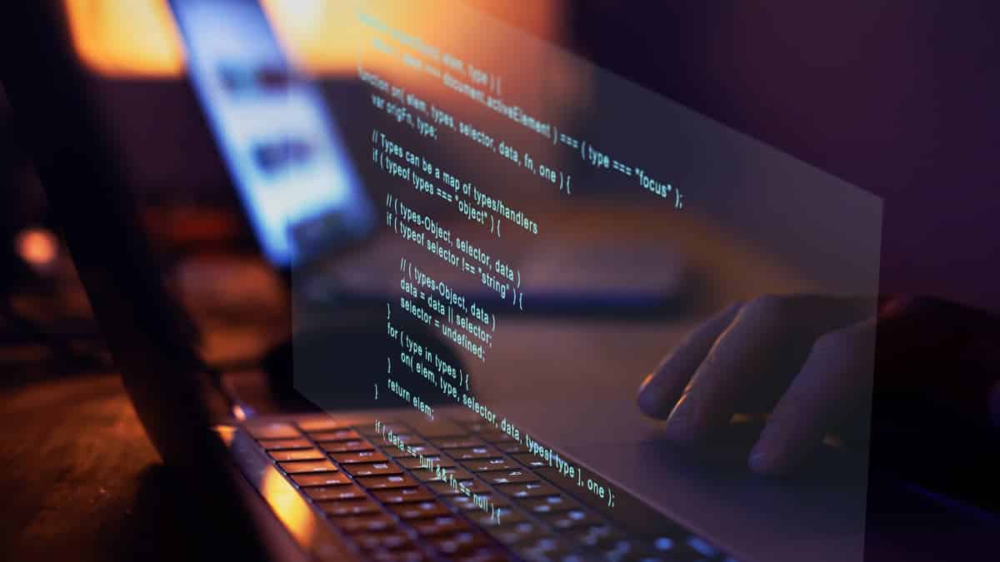 elem, type ) {
document.activeElement ) === ( type === "focus" );
function on( elem, types, selector, data, fn, one ) {
var origFn, type;
// Types can be a map of types/handlers
if ( typeof types === "object" ) {
// ( types-Object, selector, data )
if ( typeof selector !== "string" ) {
// ( types-Object, data )
data = data || selector;
selector = undefined;
}
for ( type in types ) {
on( elem, type, selector, data, types[ type ], one );
}
return elem;
}
if ( data == null && fn == null ) {